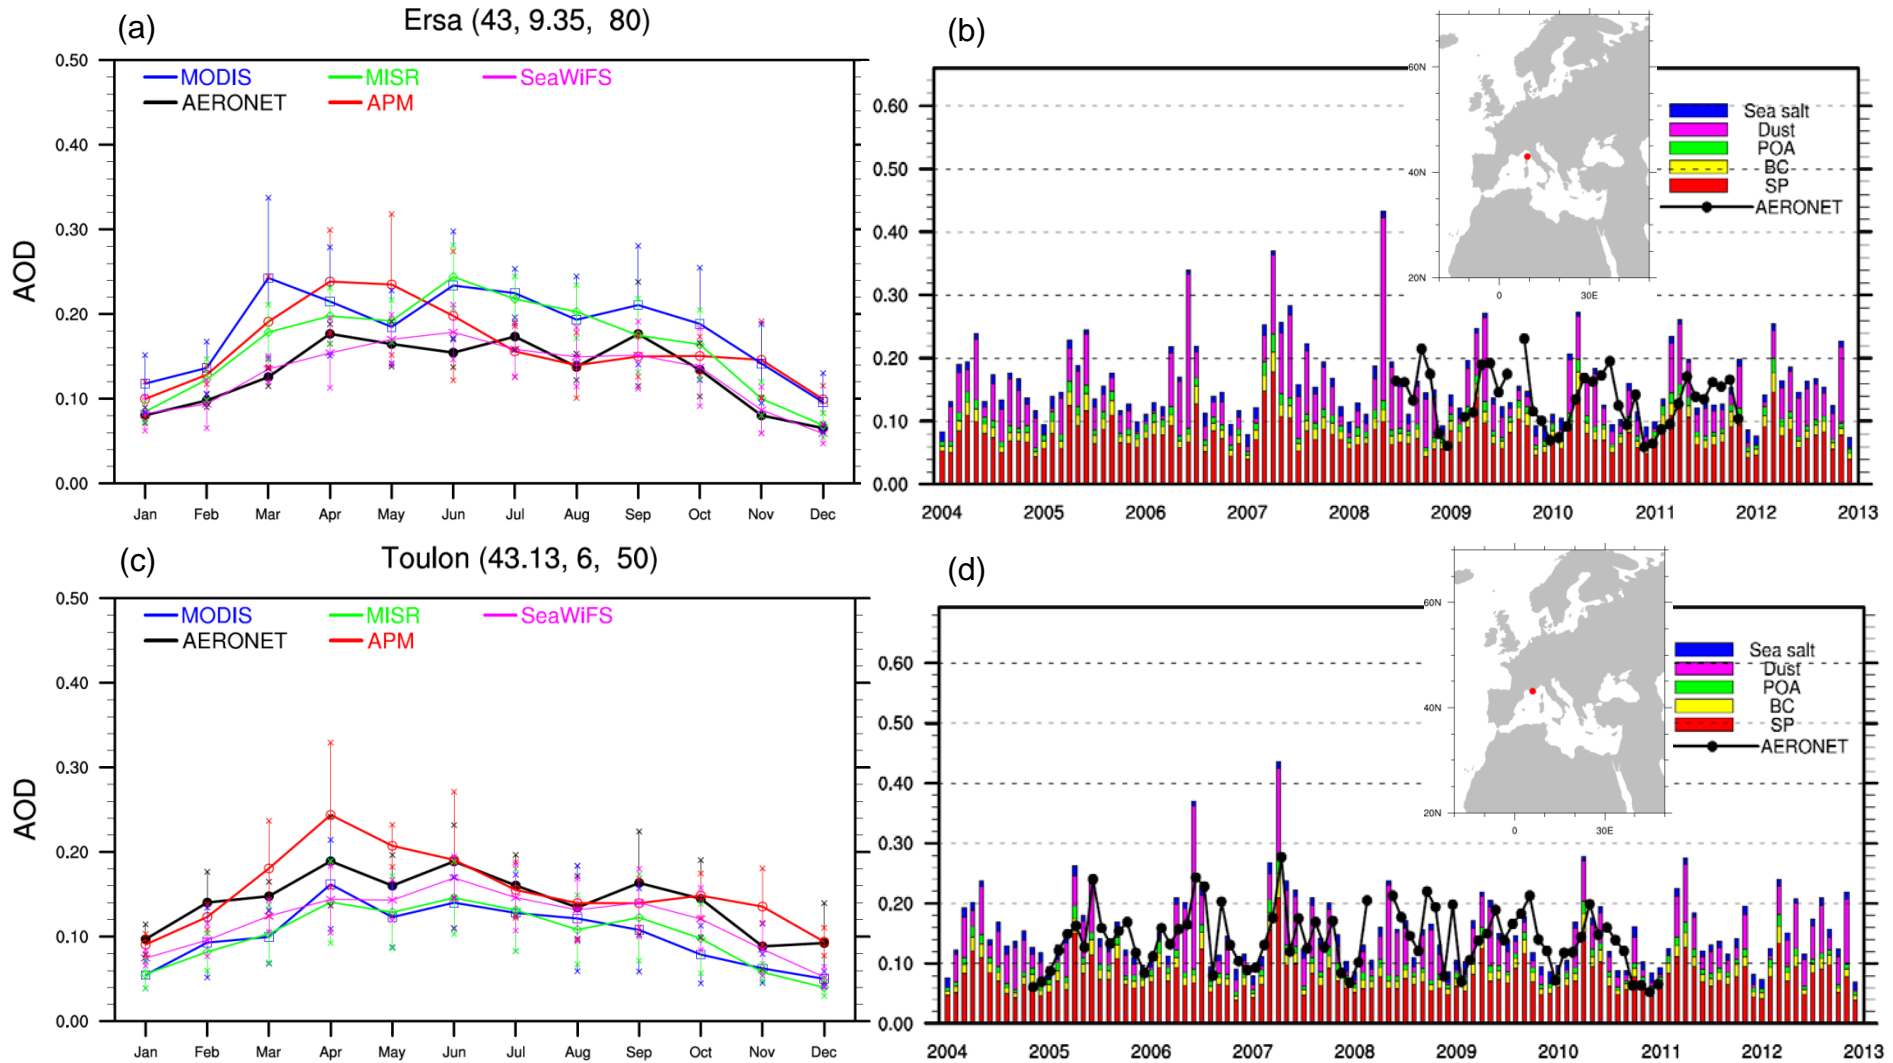 (a)
Ersa (43, 9.35, 80)
AOD
0.50
0.40
0.30
0.20
0.10
0.00
MODIS
MISR
SeaWiFS
AERONET
APM
Jan Feb Mar Apr May Jun Jul Aug Sep Oct Nov Dec
(b)
0.60
0.50
0.40
0.30
0.20
0.10
0.00
60N
40N
20N
0 30E
Sea salt
Dust
POA
BC
SP
AERONET
2004 2005 2006 2007 2008 2009 2010 2011 2012 2013
(c)
Toulon (43.13, 6, 50)
AOD
0.50
0.40
0.30
0.20
0.10
0.00
MODIS
MISR
SeaWiFS
AERONET
APM
Jan Feb Mar Apr May Jun Jul Aug Sep Oct Nov Dec
(d)
0.60
0.50
0.40
0.30
0.20
0.10
0.00
60N
40N
20N
0 30E
Sea salt
Dust
POA
BC
SP
AERONET
2004 2005 2006 2007 2008 2009 2010 2011 2012 2013